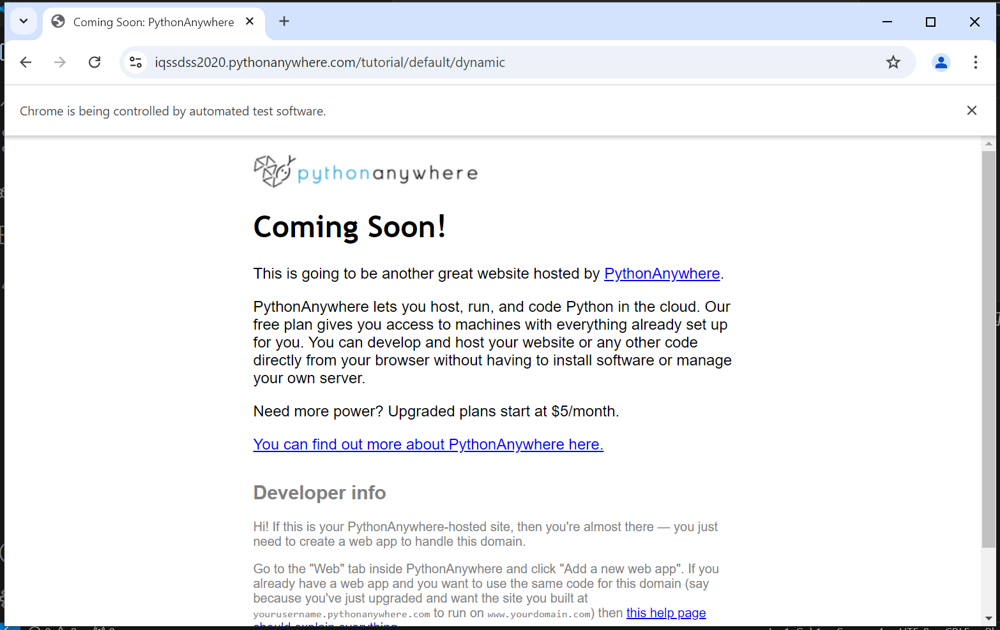 Coming Soon: PythonAnywhere
iqssdss2020.pythonanywhere.com/tutorial/default/dynamic
Chrome is being controlled by automated test software.
pythonanywhere
Coming Soon!
This is going to be another great website hosted by PythonAnywhere.
PythonAnywhere lets you host, run, and code Python in the cloud. Our
free plan gives you access to machines with everything already set up
for you. You can develop and host your website or any other code
directly from your browser without having to install software or manage
your own server.
Need more power? Upgraded plans start at $5/month.
You can find out more about PythonAnywhere here.
Developer info
Hi! If this is your PythonAnywhere-hosted site, then you're almost there — you just
need to create a web app to handle this domain.
Go to the "Web" tab inside PythonAnywhere and click "Add a new web app". If you
already have a web app and you want to use the same code for this domain (say
because you've just upgraded and want the site you built at
yourusername.pythonanywhere.com to run on www.yourdomain.com) then this help page
should explain everything